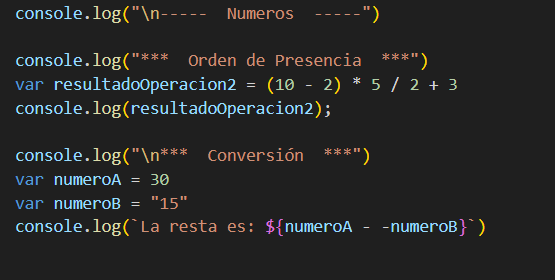 console.log("\n-----  Numeros  -----")
console.log("***  Orden de Presencia  ***")
var resultadoOperacion2 = (10 - 2) * 5 / 2 + 3
console.log(resultadoOperacion2);
console.log("\n***  Conversión  ***")
var numeroA = 30
var numeroB = "15"
console.log(`La resta es: ${numeroA - -numeroB}`)